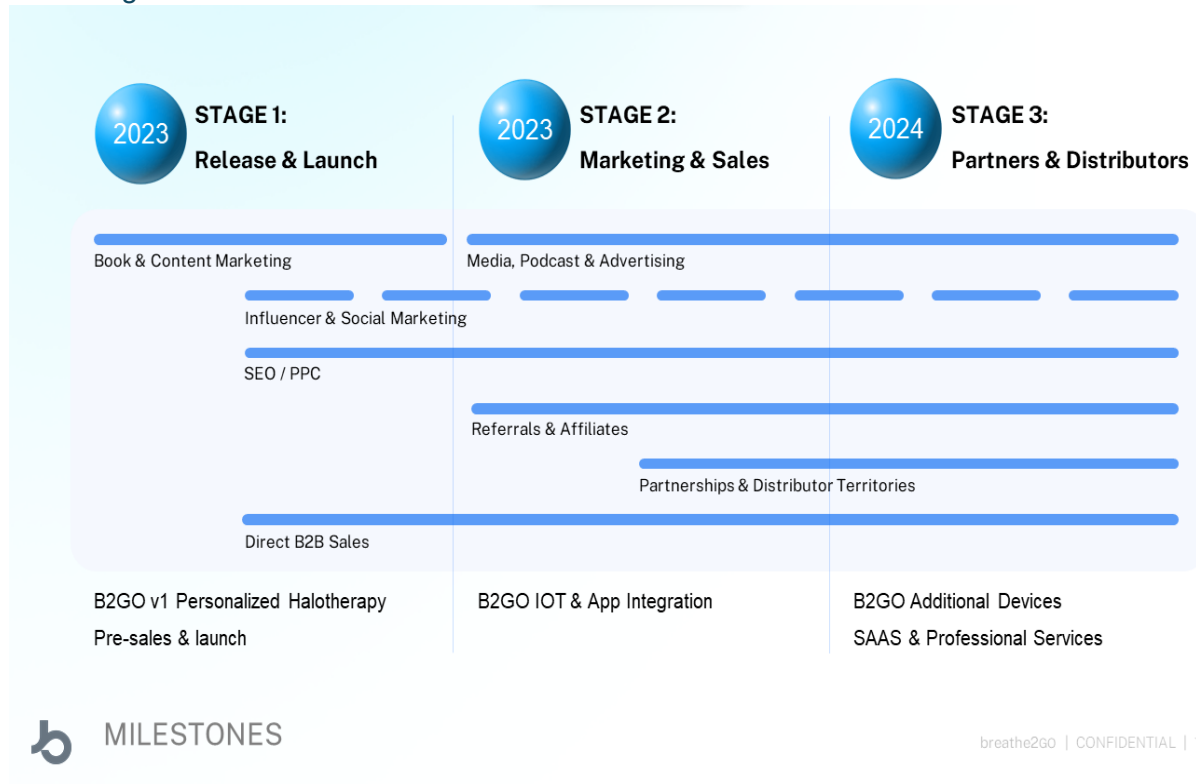 2023
STAGE 1:
Release & Launch
2023
STAGE 2:
Marketing & Sales
2024
STAGE 3:
Partners & Distributors
Book & Content Marketing
Media, Podcast & Advertising
Influencer & Social Marketing
SEO / PPC
Referrals & Affiliates
Partnerships & Distributor Territories
Direct B2B Sales
B2GO v1 Personalized Halotherapy
Pre-sales & launch
B2GO IOT & App Integration
B2GO Additional Devices
SAAS & Professional Services
MILESTONES
breathe2GO | CONFIDENTIAL |